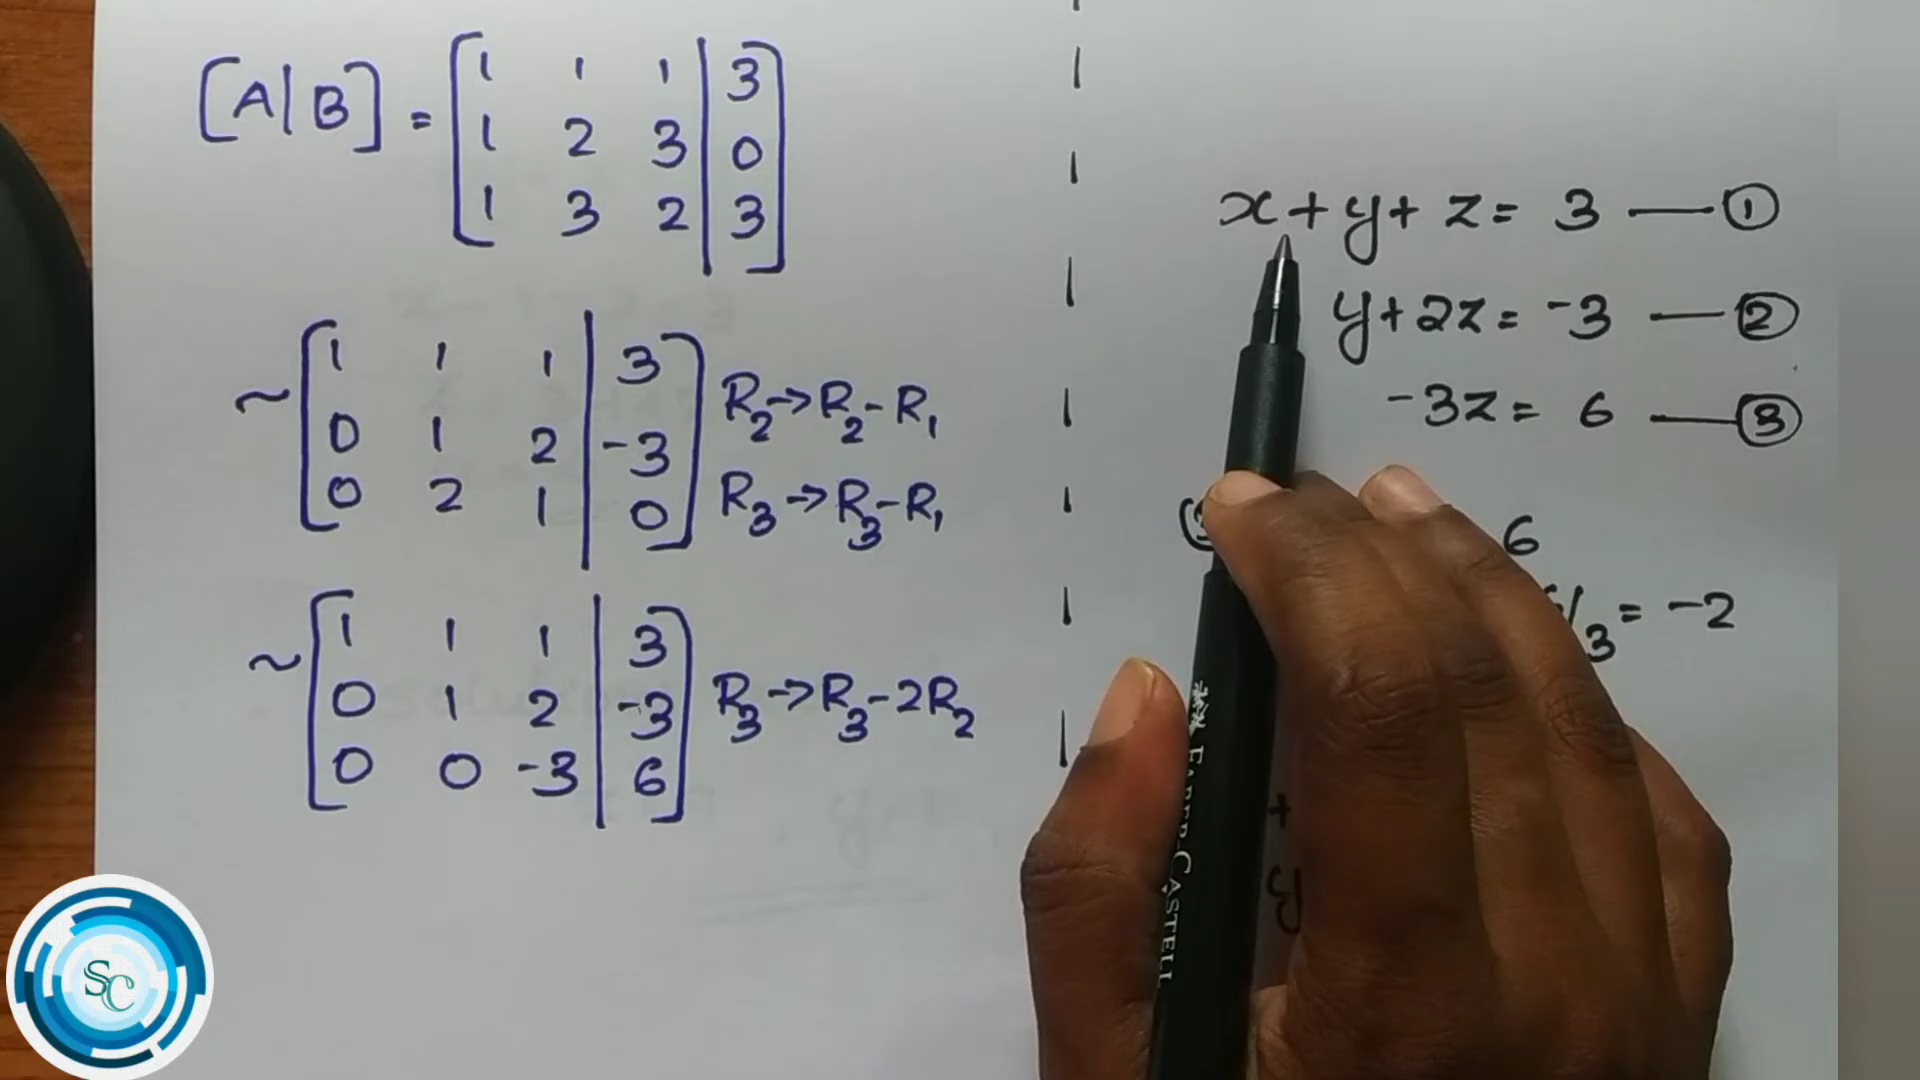 [A|B] = [1 1 1 | 3
1 2 3 | 0
1 3 2 | 3]
~ [1 1 1 | 3
0 1 2 | -3 R₂→R₂-R₁
0 2 1 | 0] R₃→R₃-R₁
~ [1 1 1 | 3
0 1 2 | -3 R₃→R₃-2R₂
0 0 -3 | 6]
x+y+z = 3 — ①
y+2z = -3 — ②
-3z = 6 — ③
6
/3 = -2
+
y
FABER-CASTELL
SC